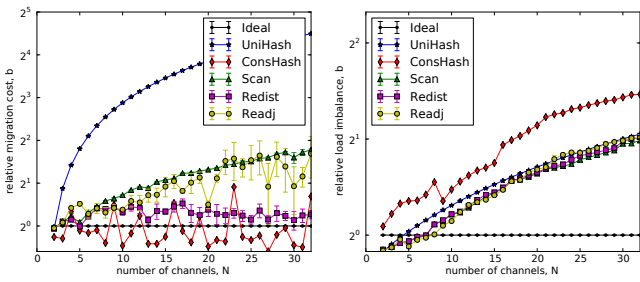 2^5
2^4
2^3
2^2
2^1
2^0
0
5
10
15
20
25
30
relative migration cost, b
number of channels, N
Ideal
UniHash
ConsHash
Scan
Redist
Readj
2^2
2^1
2^0
0
5
10
15
20
25
30
relative load imbalance, b
number of channels, N
Ideal
UniHash
ConsHash
Scan
Redist
Readj